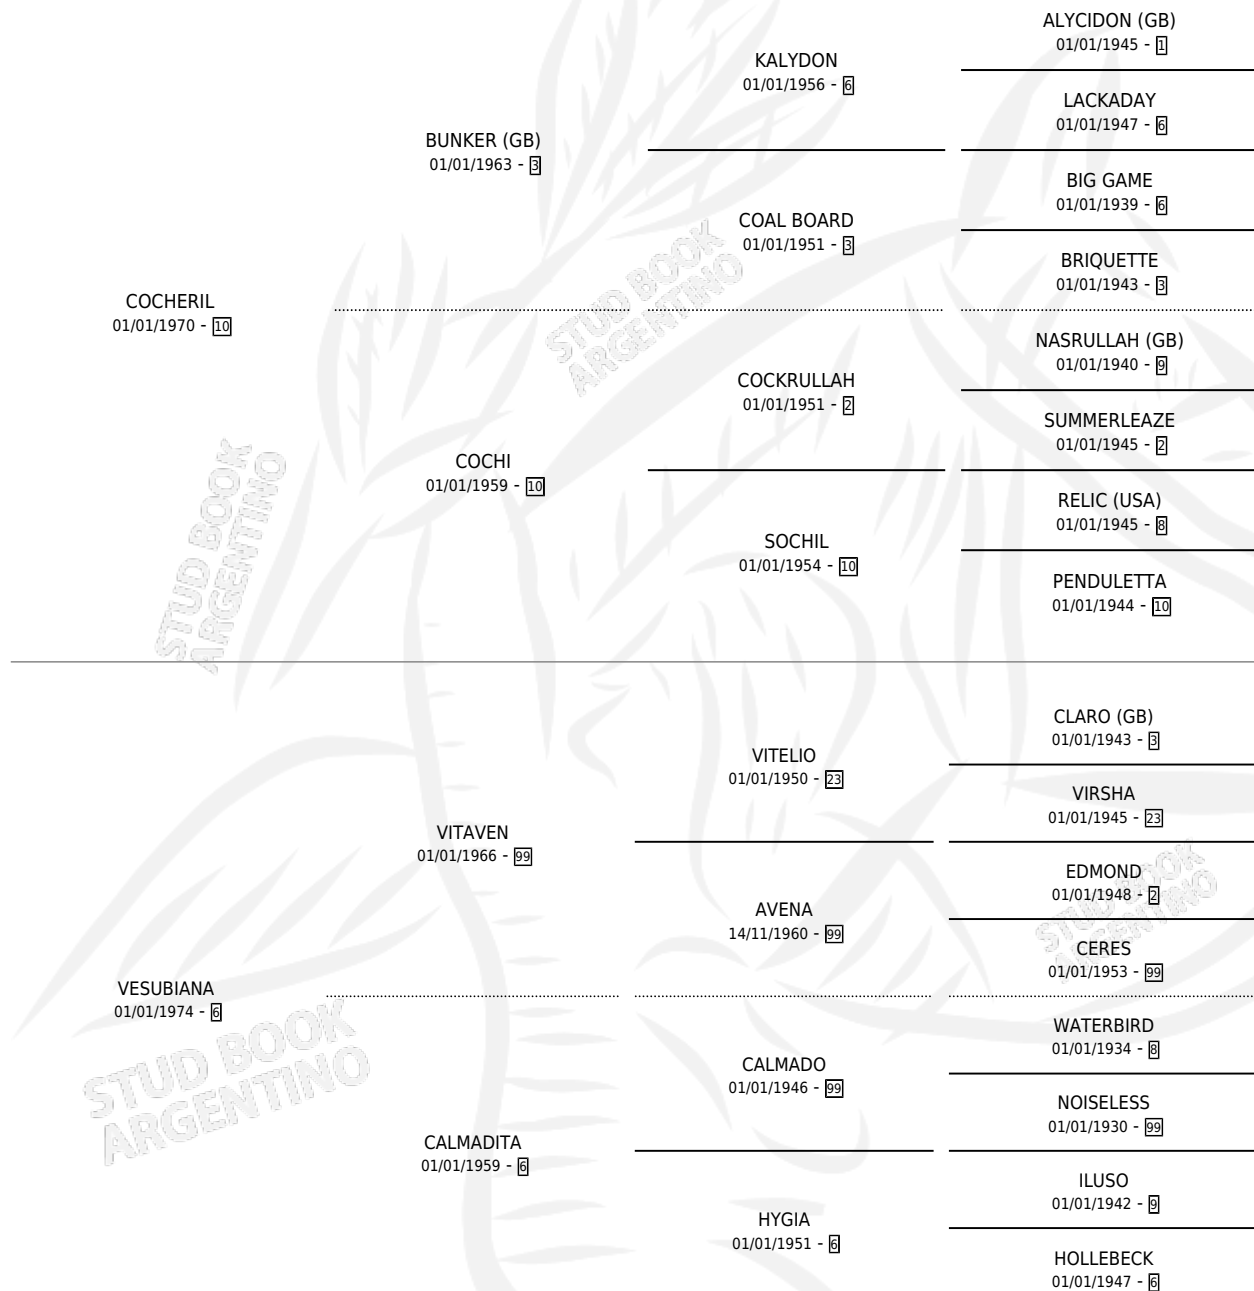 ALYCIDON (GB)
01/01/1945 - 1
KALYDON
01/01/1956 - 6
LACKADAY
01/01/1947 - 6
BUNKER (GB)
01/01/1963 - 3
BIG GAME
01/01/1939 - 6
COAL BOARD
01/01/1951 - 3
BRIQUETTE
01/01/1943 - 3
COCHERIL
01/01/1970 - 10
STUD BOOK
ARGENTINO
NASRULLAH (GB)
01/01/1940 - 9
COCKRULLAH
01/01/1951 - 2
SUMMERLEAZE
01/01/1945 - 2
COCHI
01/01/1959 - 10
RELIC (USA)
01/01/1945 - 8
SOCHIL
01/01/1954 - 10
PENDULETTA
01/01/1944 - 10
STUD BOOK
ARGENTINO
CLARO (GB)
01/01/1943 - 3
VITELIO
01/01/1950 - 23
VIRSHA
01/01/1945 - 23
VITAVEN
01/01/1966 - 99
EDMOND
01/01/1948 - 2
AVENA
14/11/1960 - 99
CERES
01/01/1953 - 99
STUD BOOK
ARGENTINO
VESUBIANA
01/01/1974 - 6
STUD BOOK
ARGENTINO
WATERBIRD
01/01/1934 - 8
CALMADO
01/01/1946 - 99
NOISELESS
01/01/1930 - 99
CALMADITA
01/01/1959 - 6
ILUSO
01/01/1942 - 9
HYGIA
01/01/1951 - 6
HOLLEBECK
01/01/1947 - 6